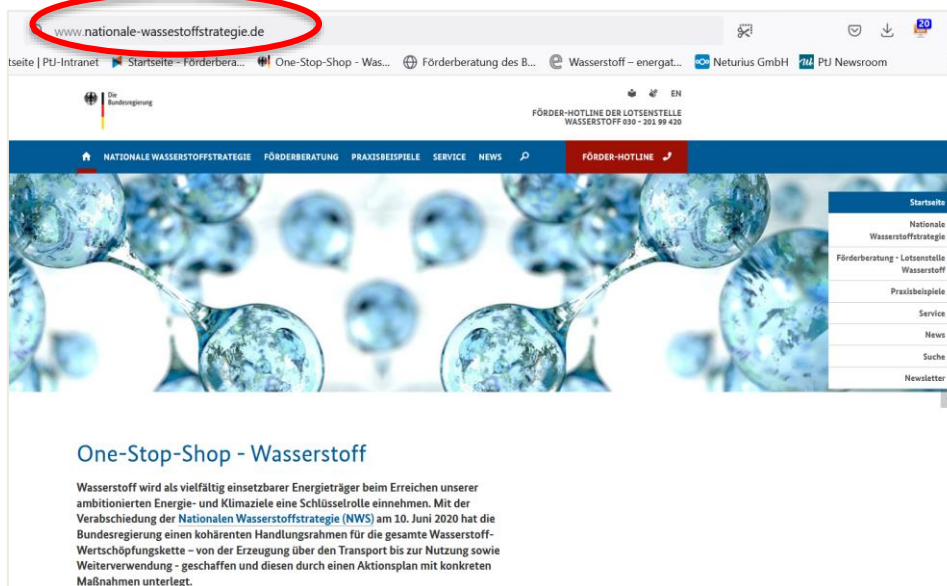 www.nationale-wassestoffstrategie.de
20
tseite | PtJ-Intranet Startseite - Förderbera... One-Stop-Shop - Was... Förderberatung des B... Wasserstoff – energat... Neturius GmbH PtJ Newsroom
Die
Bundesregierung
EN
FÖRDER-HOTLINE DER LOTSENSTELLE
WASSERSTOFF 030 - 201 99 420
NATIONALE WASSERSTOFFSTRATEGIE FÖRDERBERATUNG PRAXISBEISPIELE SERVICE NEWS FÖRDER-HOTLINE
Startseite
Nationale
Wasserstoffstrategie
Förderberatung - Lotsenstelle
Wasserstoff
Praxisbeispiele
Service
News
Suche
Newsletter
One-Stop-Shop - Wasserstoff
Wasserstoff wird als vielfältig einsetzbarer Energieträger beim Erreichen unserer
ambitionierten Energie- und Klimaziele eine Schlüsselrolle einnehmen. Mit der
Verabschiedung der Nationalen Wasserstoffstrategie (NWS) am 10. Juni 2020 hat die
Bundesregierung einen kohärenten Handlungsrahmen für die gesamte Wasserstoff-
Wertschöpfungskette – von der Erzeugung über den Transport bis zur Nutzung sowie
Weiterverwendung - geschaffen und diesen durch einen Aktionsplan mit konkreten
Maßnahmen unterlegt.